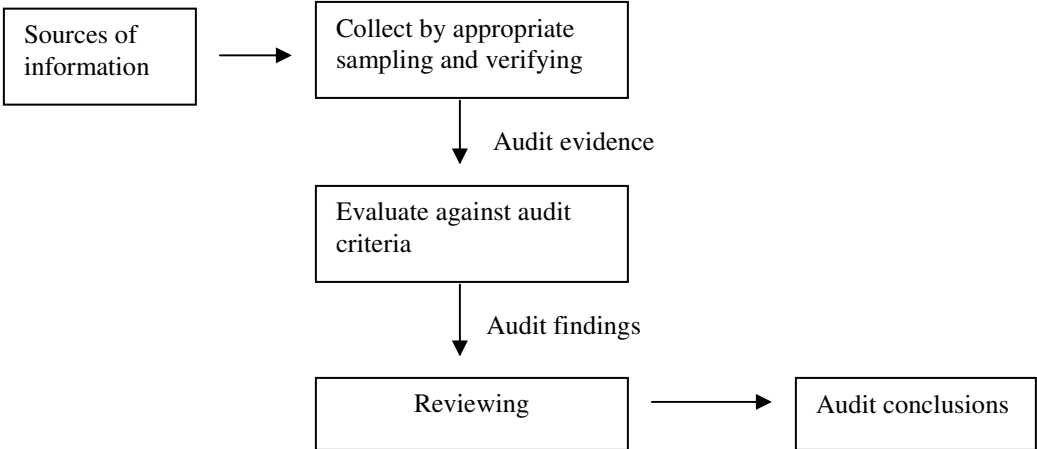 Sources of
information
Collect by appropriate
sampling and verifying
Audit evidence
Evaluate against audit
criteria
Audit findings
Reviewing
Audit conclusions